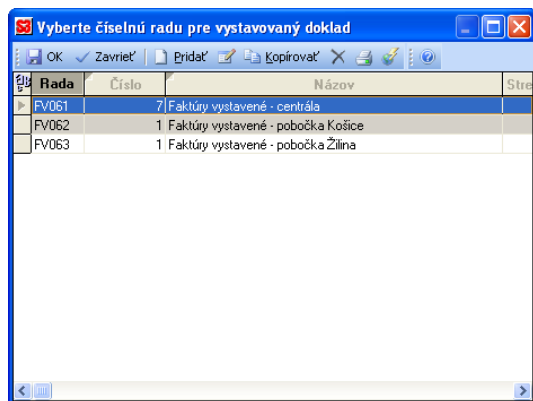 S3 Vyberte číselnú radu pre vystavovaný doklad
OK Zavrieť Pridať Kopírovať
Rada Číslo Názov Stre
FV061 7 Faktúry vystavené - centrála
FV062 1 Faktúry vystavené - pobočka Košice
FV063 1 Faktúry vystavené - pobočka Žilina